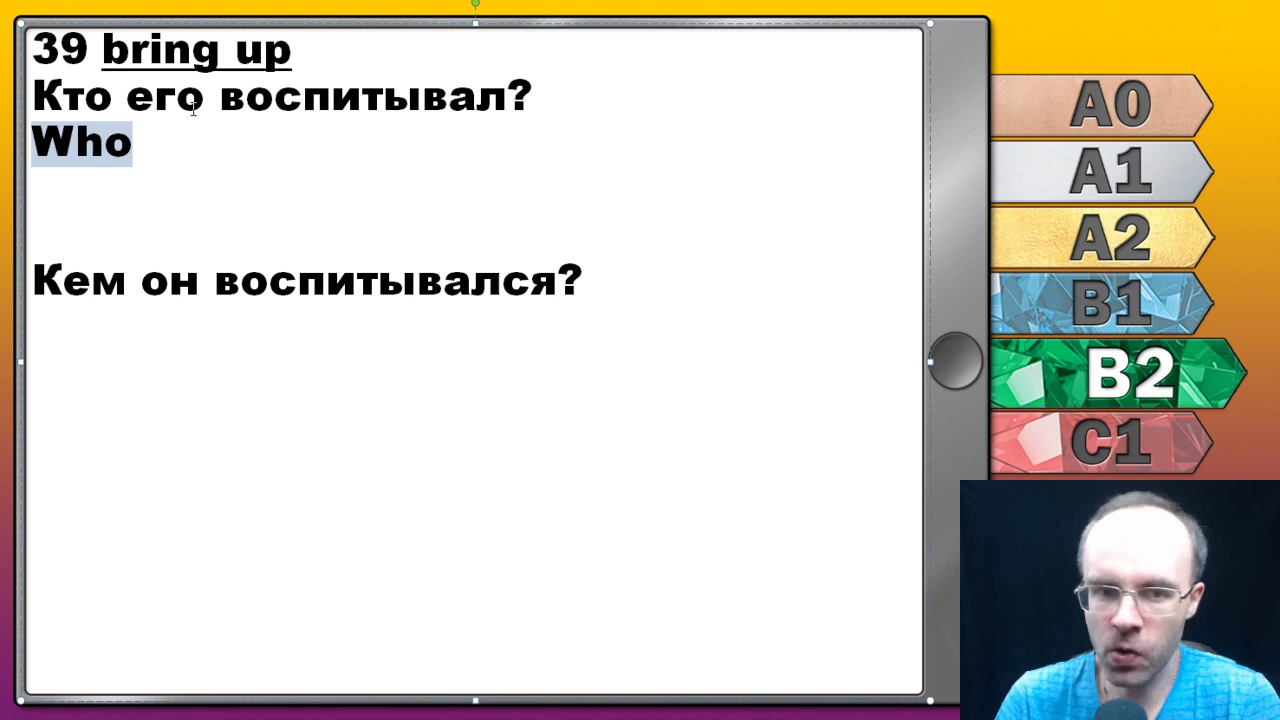 39 bring up
Кто его воспитывал?
Who
Кем он воспитывался?
A0
A1
A2
B1
B2
C1